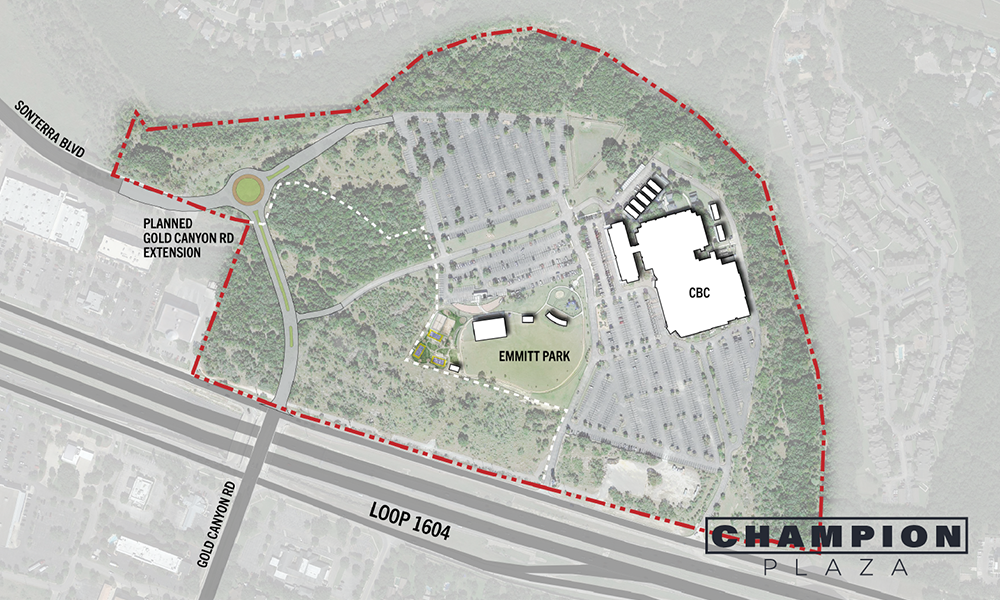 SONTERRA BLVD
PLANNED
GOLD CANYON RD
EXTENSION
CBC
EMMITT PARK
GOLD CANYON RD
LOOP 1604
CHAMPION
PLAZA